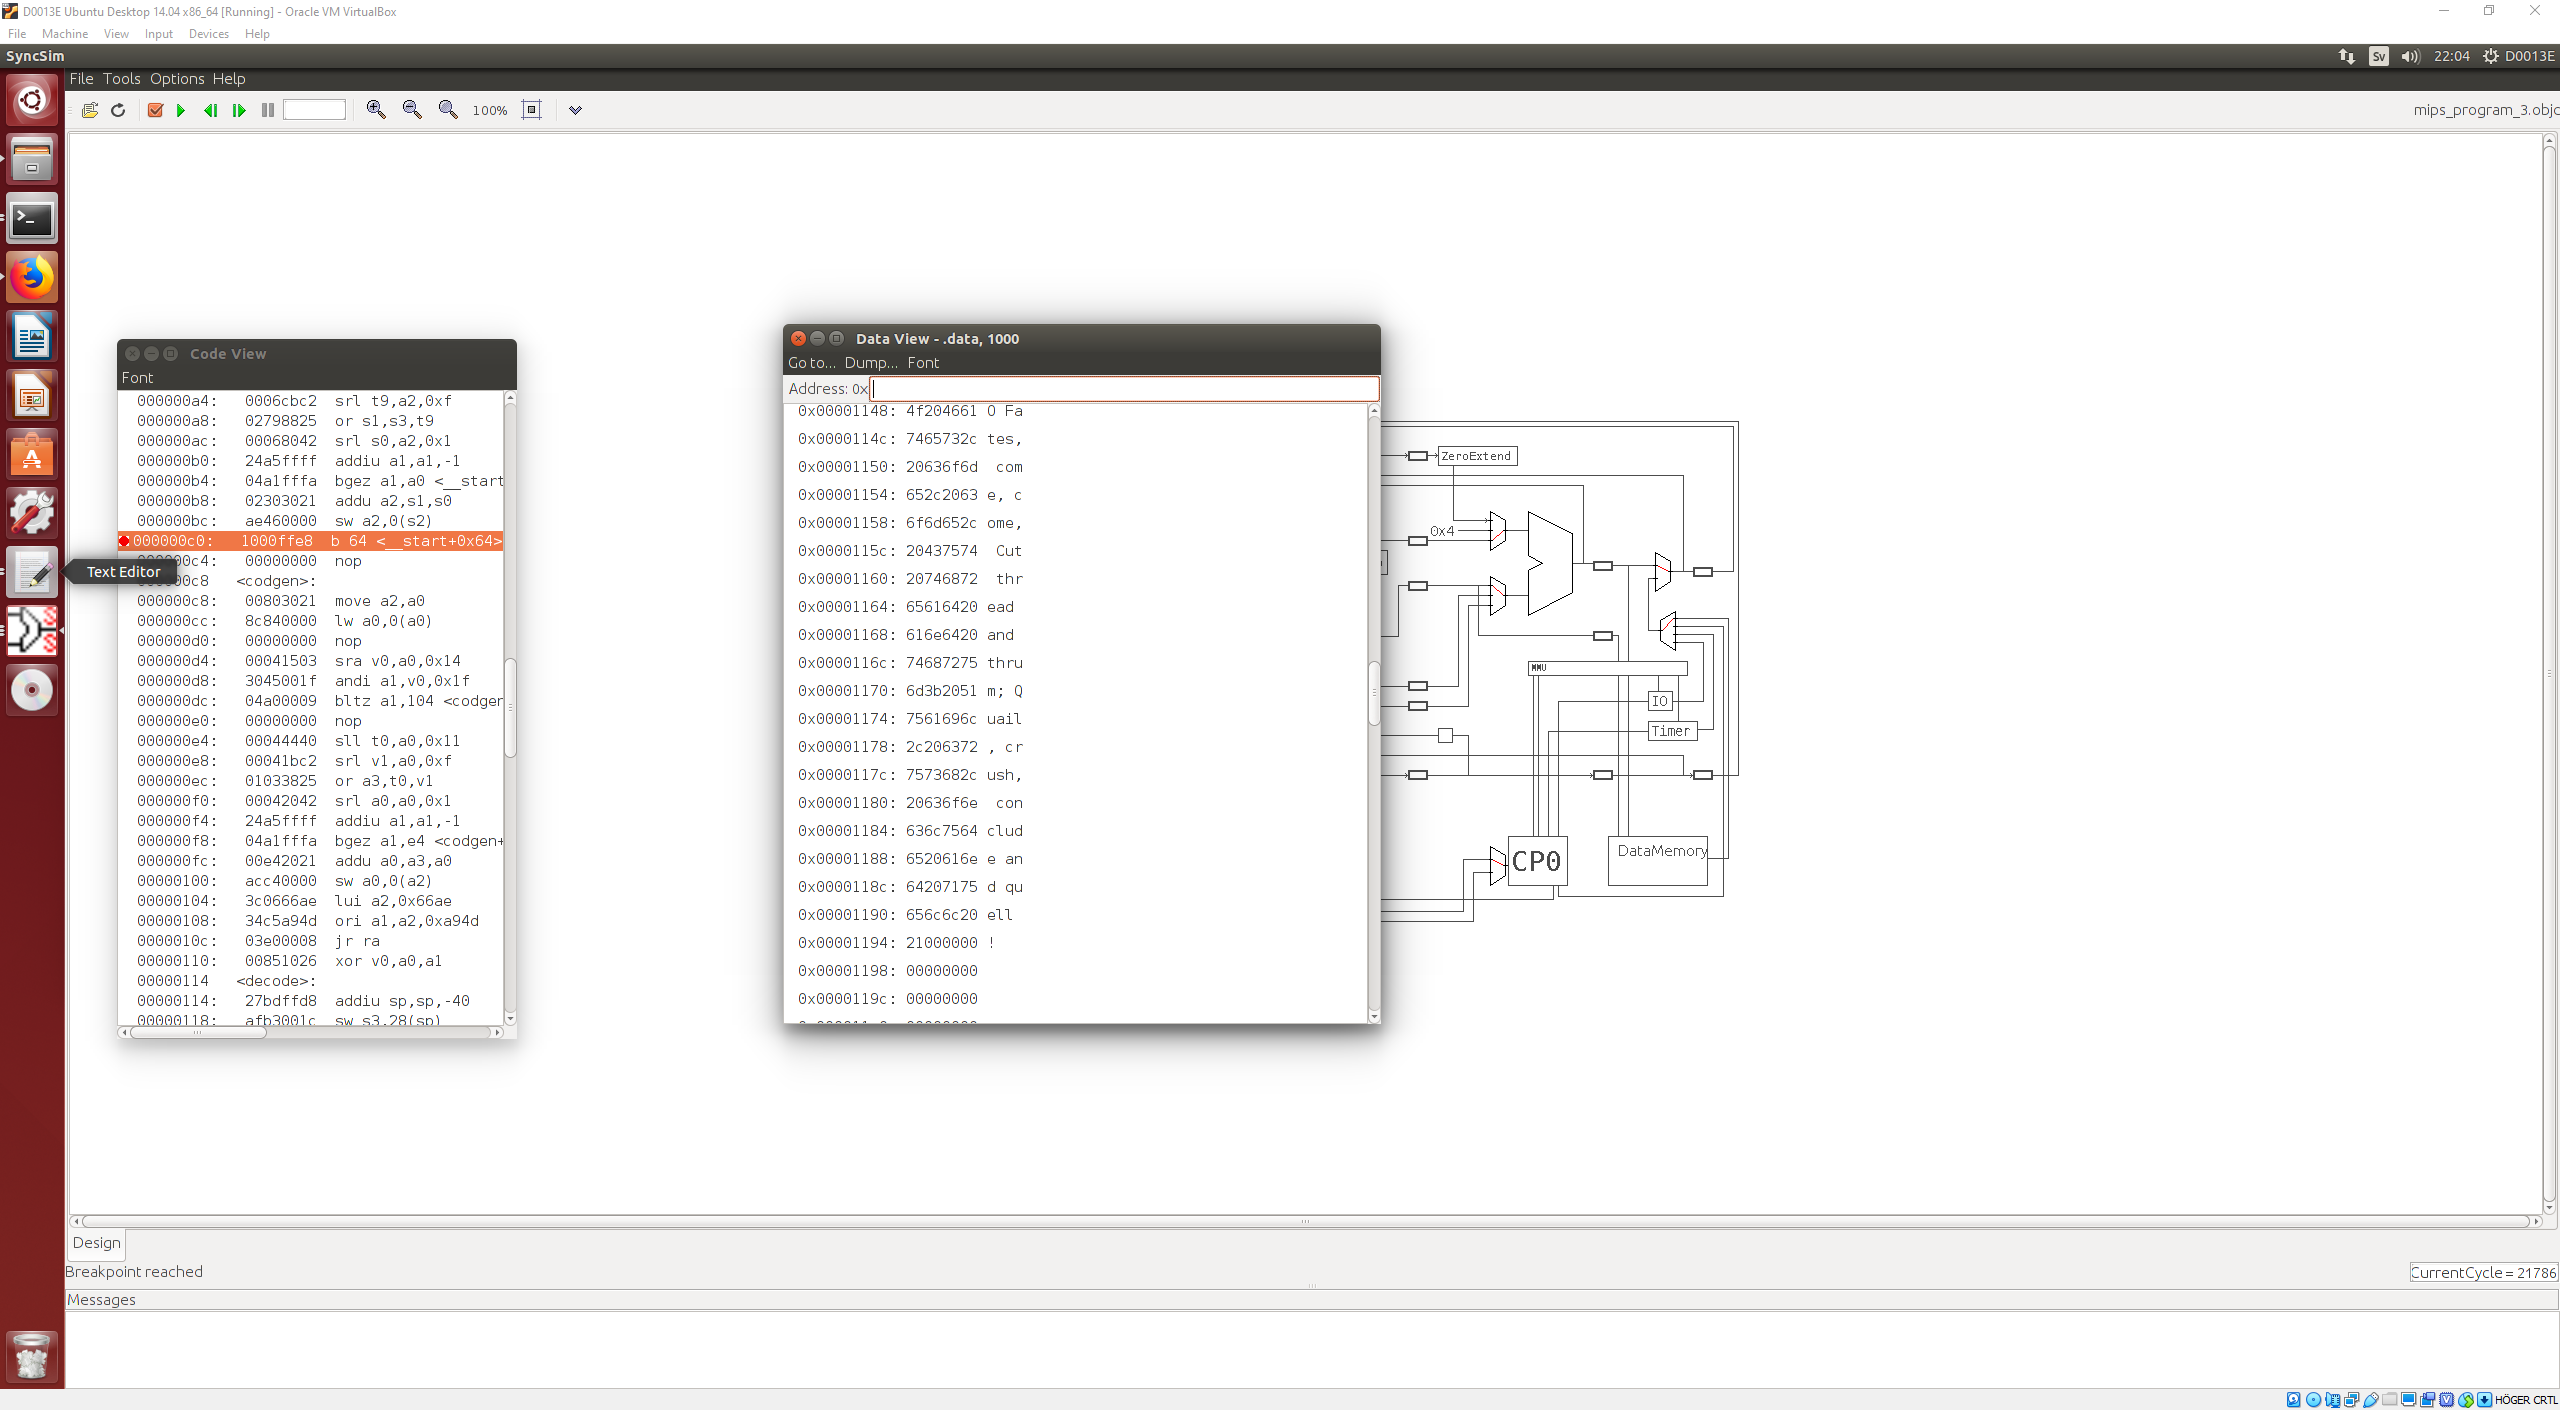 D0013E Ubuntu Desktop 14.04 x86_64 [Running] - Oracle VM VirtualBox
File Machine View Input Devices Help
SyncSim
Sv 22:04 D0013E
File Tools Options Help
100%
mips_program_3.objc
Code View
Font
000000a4: 0006cbc2 srl t9,a2,0xf
000000a8: 02798825 or s1,s3,t9
000000ac: 00068042 srl s0,a2,0x1
000000b0: 24a5ffff addiu a1,a1,-1
000000b4: 04a1fffa bgez a1,a0 <__start
000000b8: 02303021 addu a2,s1,s0
000000bc: ae460000 sw a2,0(s2)
000000c0: 1000ffe8 b 64 <__start+0x64>
000000c4: 00000000 nop
Text Editor
00c8 <codgen>:
000000c8: 00803021 move a2,a0
000000cc: 8c840000 lw a0,0(a0)
000000d0: 00000000 nop
000000d4: 00041503 sra v0,a0,0x14
000000d8: 3045001f andi a1,v0,0x1f
000000dc: 04a00009 bltz a1,104 <codgen
000000e0: 00000000 nop
000000e4: 00044440 sll t0,a0,0x11
000000e8: 00041bc2 srl v1,a0,0xf
000000ec: 01033825 or a3,t0,v1
000000f0: 00042042 srl a0,a0,0x1
000000f4: 24a5ffff addiu a1,a1,-1
000000f8: 04a1fffa bgez a1,e4 <codgen+
000000fc: 00e42021 addu a0,a3,a0
00000100: acc40000 sw a0,0(a2)
00000104: 3c0666ae lui a2,0x66ae
00000108: 34c5a94d ori a1,a2,0xa94d
0000010c: 03e00008 jr ra
00000110: 00851026 xor v0,a0,a1
00000114 <decode>:
00000114: 27bdffd8 addiu sp,sp,-40
00000118: afb3001c sw s3,28(sp)
Data View - .data, 1000
Go to... Dump... Font
Address: 0x
0x00001148: 4f204661 O Fa
0x0000114c: 7465732c tes,
0x00001150: 20636f6d  com
0x00001154: 652c2063 e, c
0x00001158: 6f6d652c ome,
0x0000115c: 20437574  Cut
0x00001160: 20746872  thr
0x00001164: 65616420 ead
0x00001168: 616e6420 and
0x0000116c: 74687275 thru
0x00001170: 6d3b2051 m; Q
0x00001174: 7561696c uail
0x00001178: 2c206372 , cr
0x0000117c: 7573682c ush,
0x00001180: 20636f6e  con
0x00001184: 636c7564 clud
0x00001188: 6520616e e an
0x0000118c: 64207175 d qu
0x00001190: 656c6c20 ell
0x00001194: 21000000 !
0x00001198: 00000000
0x0000119c: 00000000
ZeroExtend
0x4
MMU
IO
Timer
CP0
DataMemory
Design
Breakpoint reached
CurrentCycle = 21786
Messages
HÖGER CRTL